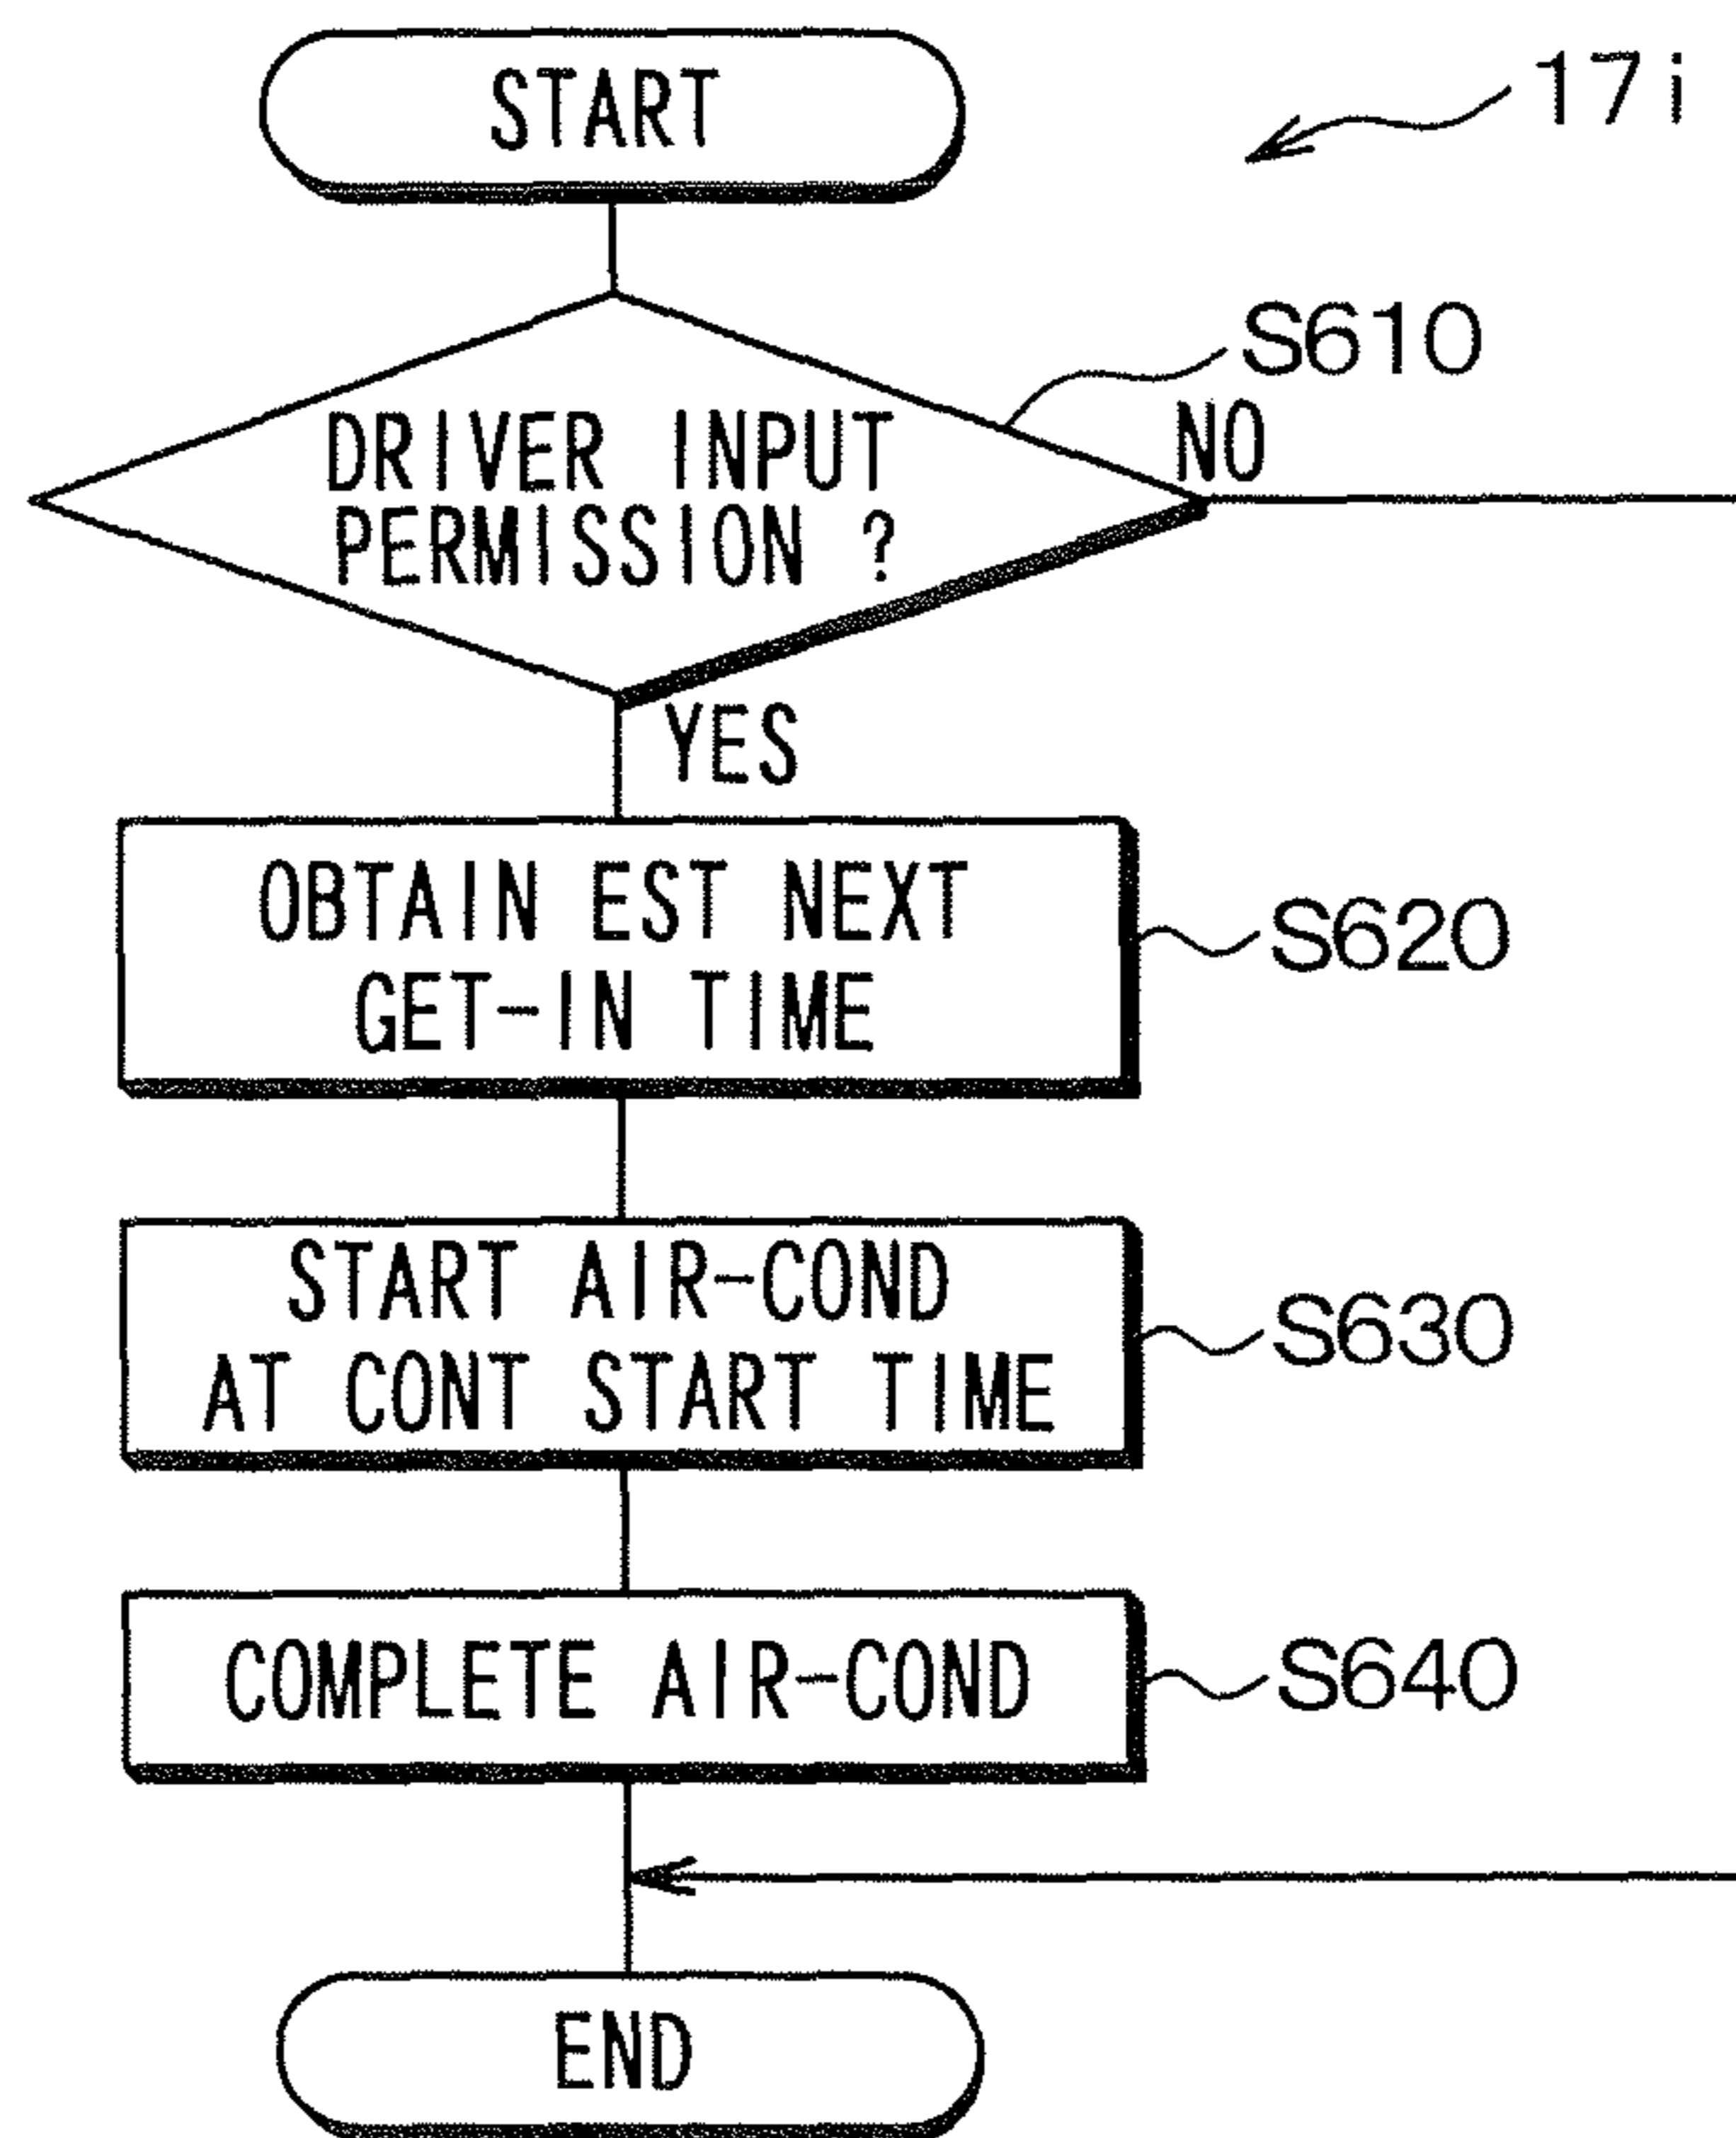 START
17i
S610
DRIVER INPUT
PERMISSION ?
NO
YES
OBTAIN EST NEXT
GET-IN TIME
S620
START AIR-COND
AT CONT START TIME
S630
COMPLETE AIR-COND
S640
END